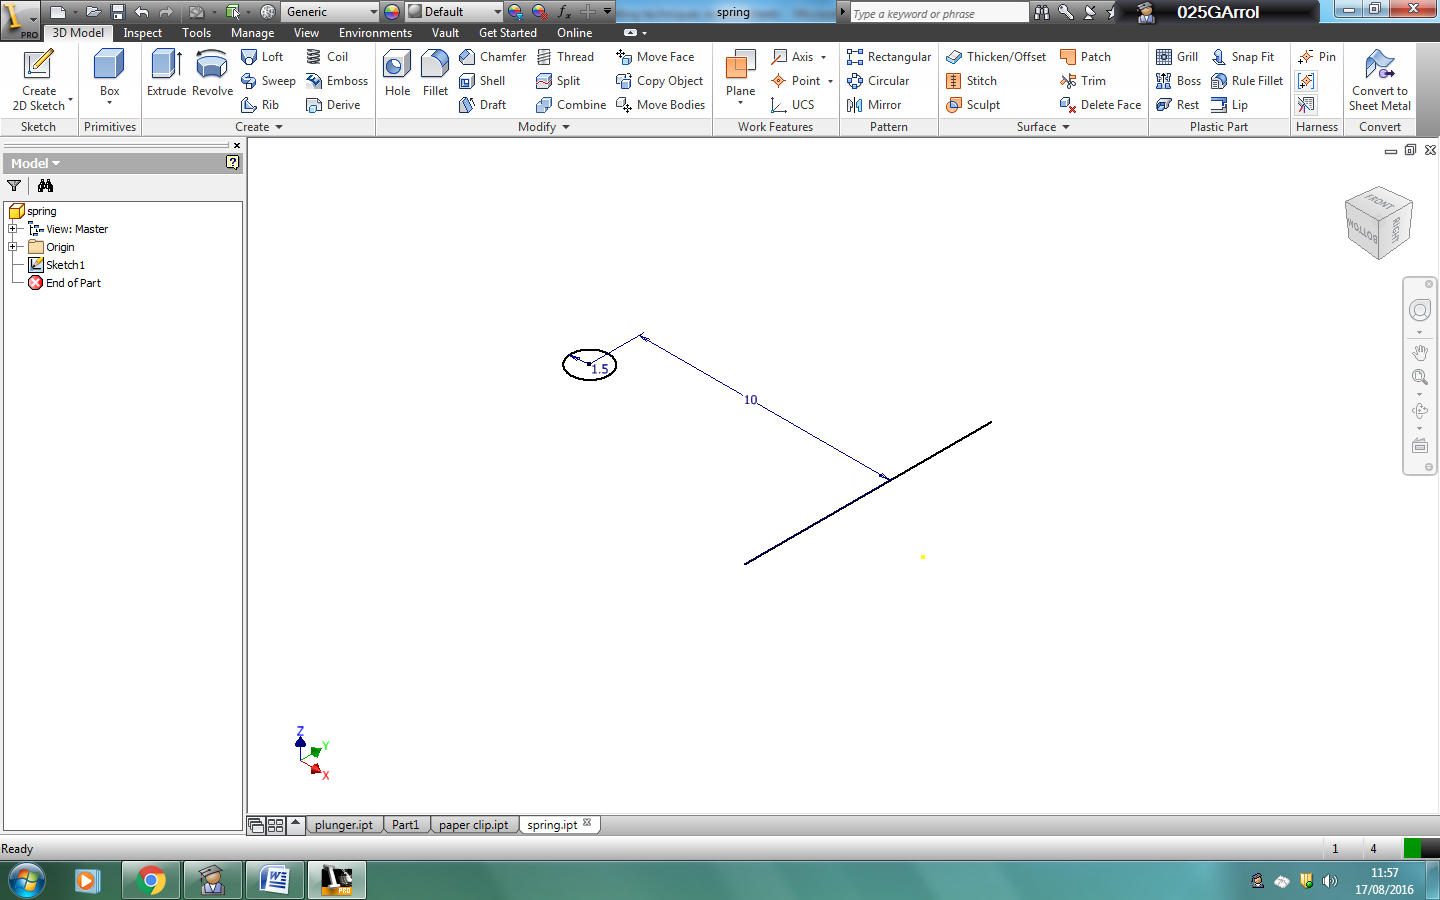 Generic
Default
fx
spring
Type a keyword or phrase
025GArrol
PRO
3D Model Inspect Tools Manage View Environments Vault Get Started Online
Create
2D Sketch
Box
Extrude
Revolve
Loft
Sweep
Rib
Coil
Emboss
Derive
Hole
Fillet
Chamfer
Shell
Draft
Thread
Split
Combine
Move Face
Copy Object
Move Bodies
Plane
Axis
Point
UCS
Rectangular
Circular
Mirror
Thicken/Offset
Stitch
Sculpt
Patch
Trim
Delete Face
Grill
Boss
Rest
Snap Fit
Rule Fillet
Lip
Pin
Convert to
Sheet Metal
Sketch Primitives Create Modify Work Features Pattern Surface Plastic Part Harness Convert
Model
spring
View: Master
Origin
Sketch1
End of Part
FRONT
BOTTOM
RIGHT
1.5
10
Z
Y
X
plunger.ipt Part1 paper clip.ipt spring.ipt
Ready
1 4
PRO
11:57
17/08/2016